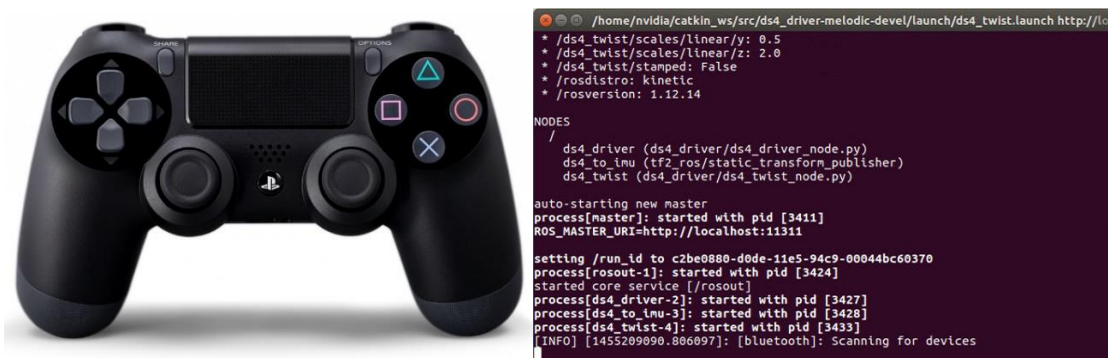 SHARE
OPTIONS
/home/nvidia/catkin_ws/src/ds4_driver-melodic-devel/launch/ds4_twist.launch http://lo
* /ds4_twist/scales/linear/y: 0.5
* /ds4_twist/scales/linear/z: 2.0
* /ds4_twist/stamped: False
* /rosdistro: kinetic
* /rosversion: 1.12.14
NODES
/
ds4_driver (ds4_driver/ds4_driver_node.py)
ds4_to_imu (tf2_ros/static_transform_publisher)
ds4_twist (ds4_driver/ds4_twist_node.py)
auto-starting new master
process[master]: started with pid [3411]
ROS_MASTER_URI=http://localhost:11311
setting /run_id to c2be0880-d0de-11e5-94c9-00044bc60370
process[rosout-1]: started with pid [3424]
started core service [/rosout]
process[ds4_driver-2]: started with pid [3427]
process[ds4_to_imu-3]: started with pid [3428]
process[ds4_twist-4]: started with pid [3433]
[INFO] [1455209090.806097]: [bluetooth]: Scanning for devices